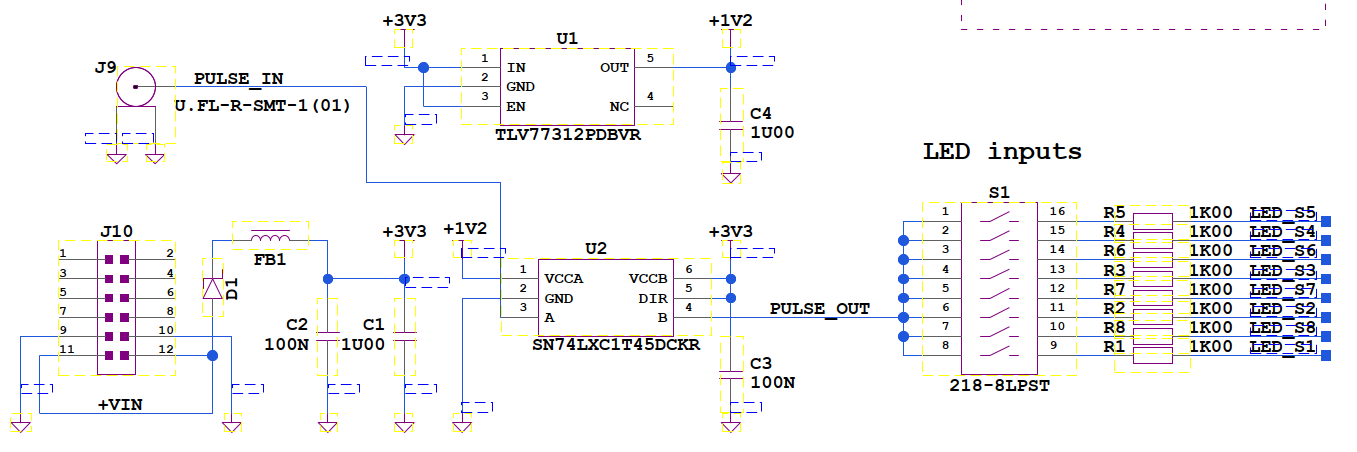 +3V3
+1V2
U1
J9
PULSE_IN
U.FL-R-SMT-1(01)
1 IN OUT 5
2 GND
3 EN NC 4
TLV77312PDBVR
C4
1U00
LED inputs
S1
J10
+3V3
+1V2
+3V3
FB1
U2
D1
1 2
3 4
5 6
7 8
9 10
11 12
+VIN
C2
100N
C1
1U00
1 VCCA VCCB 6
2 GND DIR 5
3 A B 4
SN74LXC1T45DCKR
C3
100N
PULSE_OUT
1 16 R5 1K00 LED_S5
2 15 R4 1K00 LED_S4
3 14 R6 1K00 LED_S6
4 13 R3 1K00 LED_S3
5 12 R7 1K00 LED_S7
6 11 R2 1K00 LED_S2
7 10 R8 1K00 LED_S8
8 9 R1 1K00 LED_S1
218-8LPST